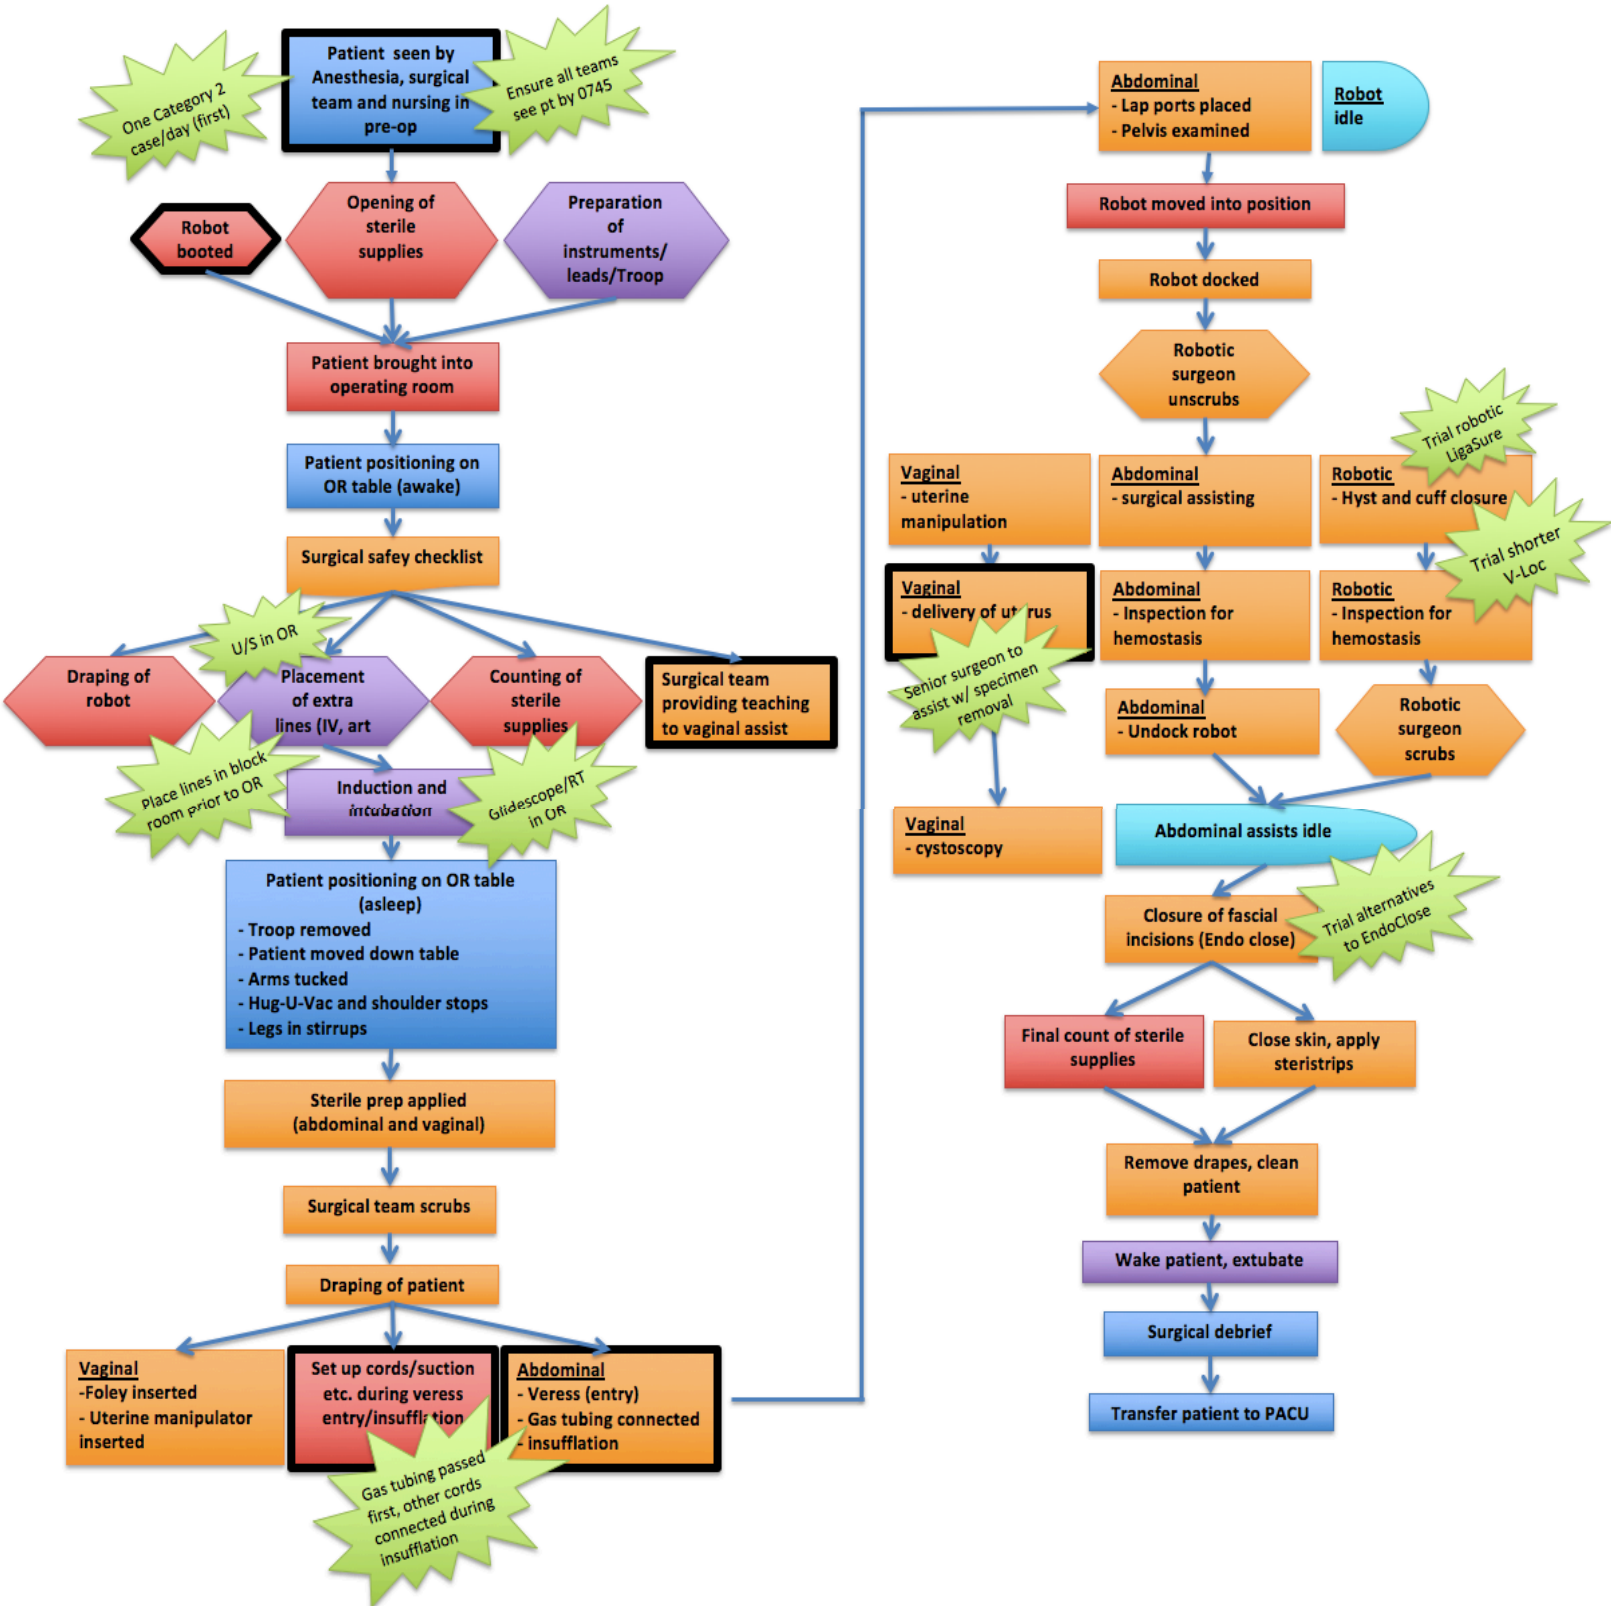 One Category 2
case/day (first)
Patient seen by
Anesthesia, surgical
team and nursing in
pre-op
Ensure all teams
see pt by 0745
Robot
booted
Opening of
sterile
supplies
Preparation
of
instruments/
leads/Troop
Patient brought into
operating room
Patient positioning on
OR table (awake)
Surgical safey checklist
U/S in OR
Draping of
robot
Placement
of extra
lines (IV, art
Counting of
sterile
supplies
Surgical team
providing teaching
to vaginal assist
Place lines in block
room prior to OR
Induction and
intubation
Glidescope/RT
in OR
Patient positioning on OR table
(asleep)
- Troop removed
- Patient moved down table
- Arms tucked
- Hug-U-Vac and shoulder stops
- Legs in stirrups
Sterile prep applied
(abdominal and vaginal)
Surgical team scrubs
Draping of patient
Vaginal
-Foley inserted
- Uterine manipulator
inserted
Set up cords/suction
etc. during veress
entry/insufflation
Abdominal
- Veress (entry)
- Gas tubing connected
- insufflation
Gas tubing passed
first, other cords
connected during
insufflation
Abdominal
- Lap ports placed
- Pelvis examined
Robot
idle
Robot moved into position
Robot docked
Robotic
surgeon
unscrubs
Trial robotic
LigaSure
Vaginal
- uterine
manipulation
Abdominal
- surgical assisting
Robotic
- Hyst and cuff closure
Trial shorter
V-Loc
Vaginal
- delivery of uterus
Abdominal
- Inspection for
hemostasis
Robotic
- Inspection for
hemostasis
Senior surgeon to
assist w/ specimen
removal
Abdominal
- Undock robot
Robotic
surgeon
scrubs
Vaginal
- cystoscopy
Abdominal assists idle
Closure of fascial
incisions (Endo close)
Trial alternatives
to EndoClose
Final count of sterile
supplies
Close skin, apply
steristrips
Remove drapes, clean
patient
Wake patient, extubate
Surgical debrief
Transfer patient to PACU